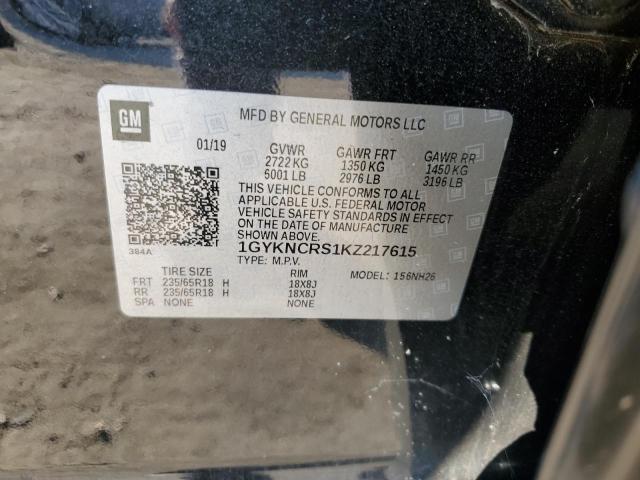 GM
MFD BY GENERAL MOTORS LLC
01/19 GVWR GAWR FRT GAWR RR
2722 KG 1350 KG 1450 KG
6001 LB 2976 LB 3196 LB
THIS VEHICLE CONFORMS TO ALL
APPLICABLE U.S. FEDERAL MOTOR
VEHICLE SAFETY STANDARDS IN EFFECT
ON THE DATE OF MANUFACTURE
SHOWN ABOVE.
384A 1GYKNCRS1KZ217615
TYPE: M.P.V.
TIRE SIZE RIM MODEL: 156NH26
FRT 235/65R18 H 18X8J
RR 235/65R18 H 18X8J
SPA NONE NONE